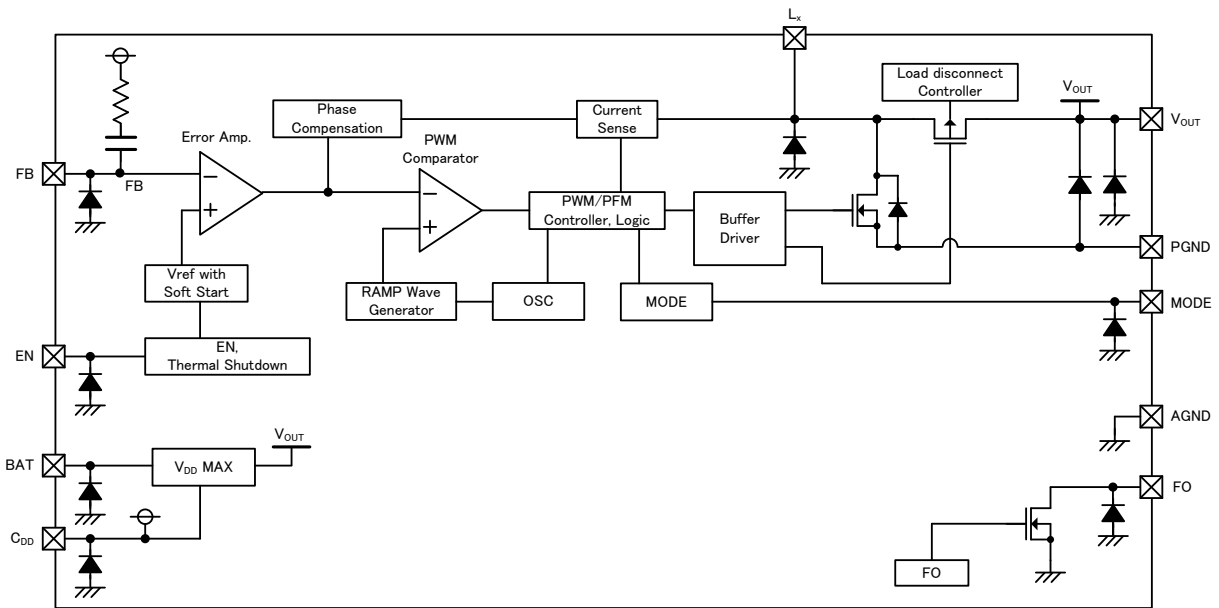 Lx
Load disconnect
Controller
VOUT
VOUT
Phase
Compensation
Current
Sense
Error Amp.
PWM
Comparator
FB
FB
−
+
−
+
PWM/PFM
Controller, Logic
Buffer
Driver
PGND
Vref with
Soft Start
RAMP Wave
Generator
OSC
MODE
MODE
EN
EN,
Thermal Shutdown
AGND
VOUT
BAT
VDD MAX
FO
CDD
FO